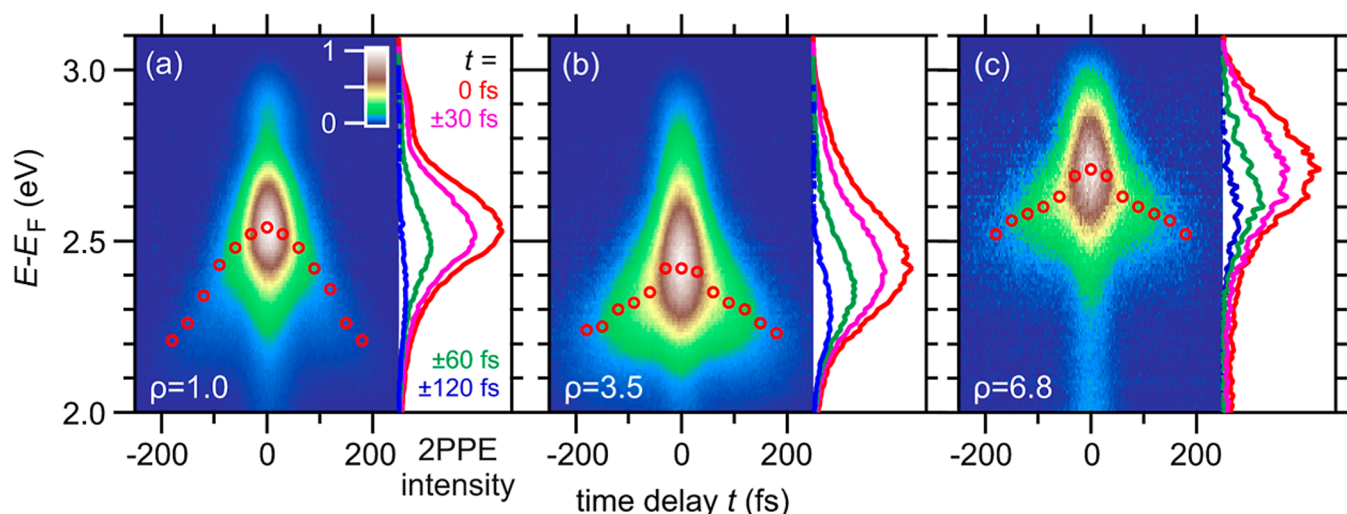 (a)
1
0
t =
0 fs
±30 fs
±60 fs
±120 fs
ρ=1.0
(b)
ρ=3.5
(c)
ρ=6.8
3.0
2.5
2.0
E-EF (eV)
-200 0 200
2PPE
intensity
-200 0 200
-200 0 200
time delay t (fs)